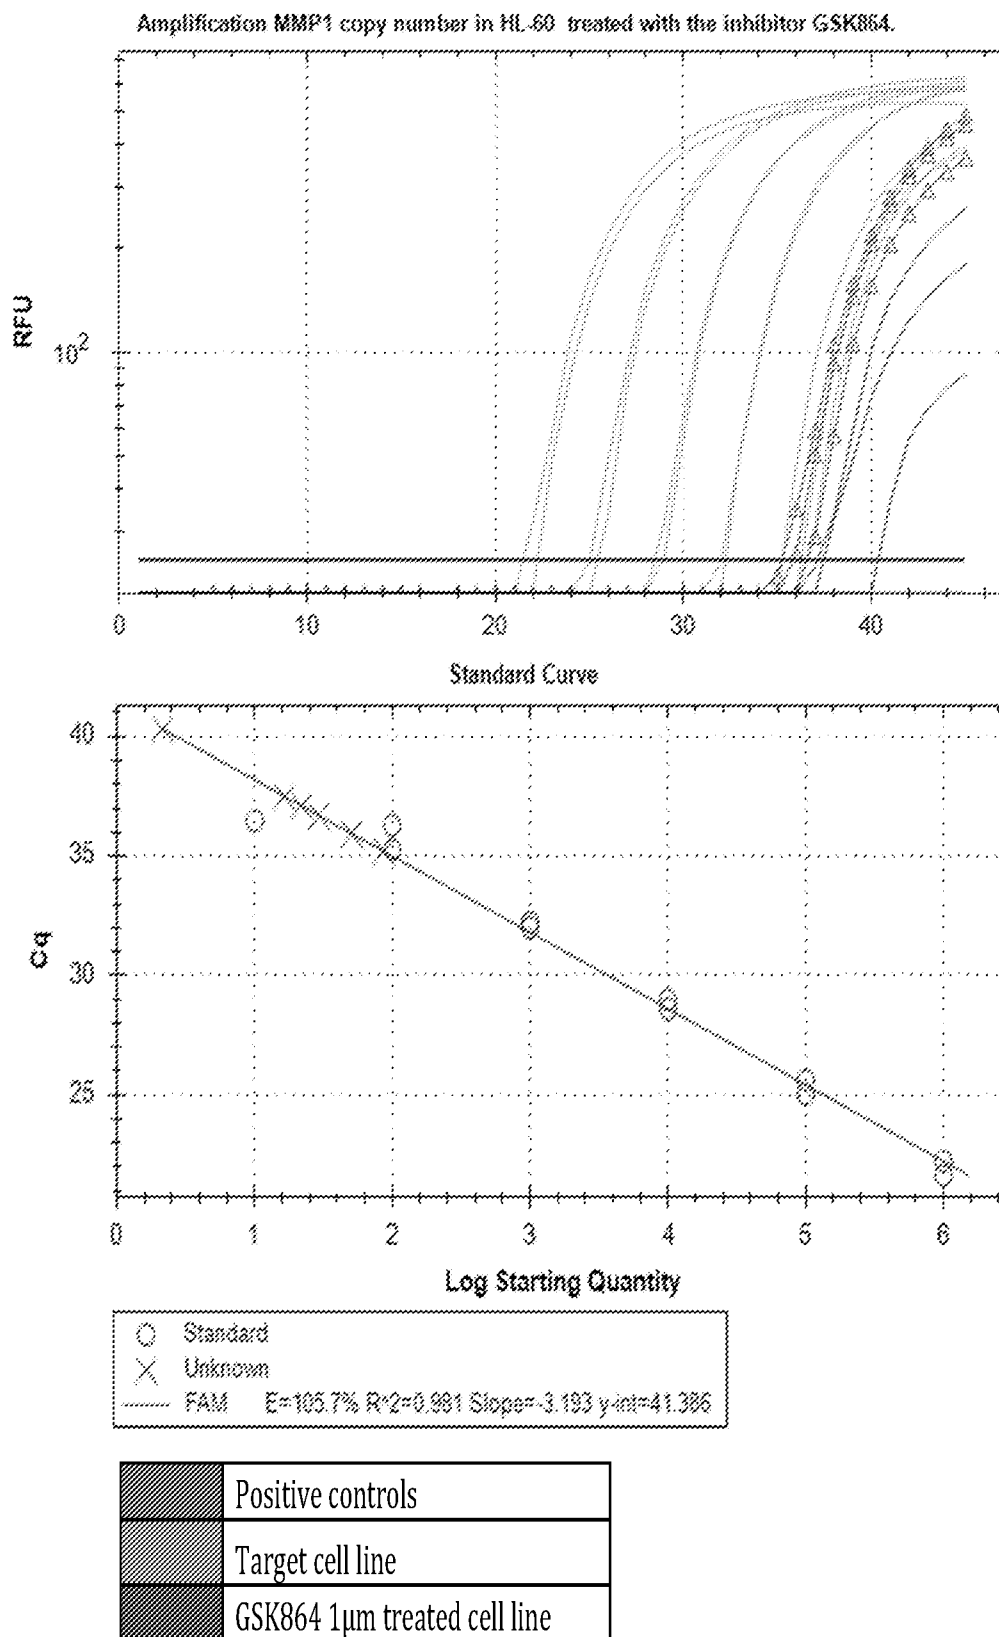 Amplification MMP1 copy number in HL-60 treated with the inhibitor GSK864.
RFU
10²
0 10 20 30 40
Standard Curve
40
35
30
25
Cq
0 1 2 3 4 5 6
Log Starting Quantity
Standard
Unknown
FAM E=105.7% R^2=0.981 Slope=-3.193 y-int=41.386
Positive controls
Target cell line
GSK864 1μm treated cell line